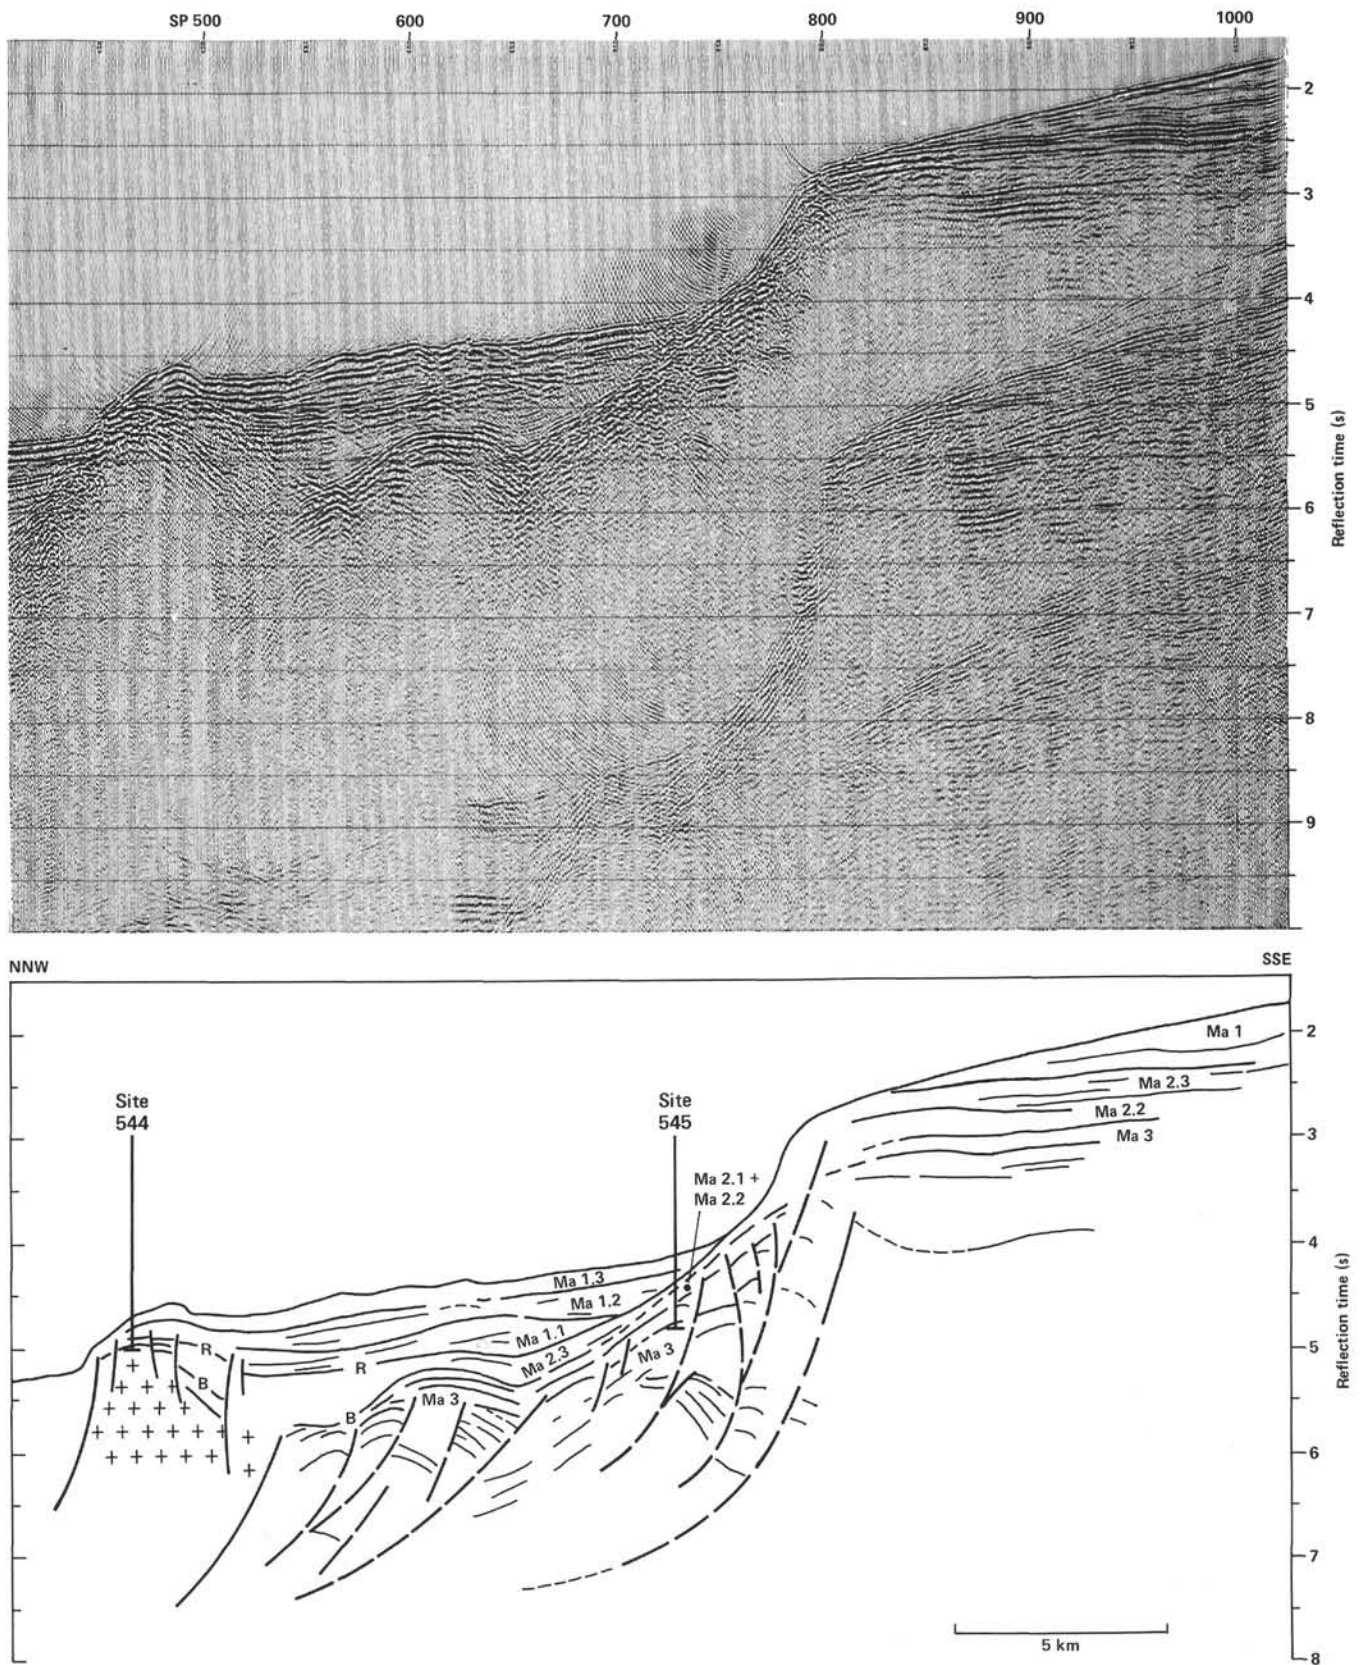 SP 500 600 700 800 900 1000
2
3
4
5
6
7
8
9
Reflection time (s)
NNW SSE
Ma 1
2
Ma 2.3
Site
544
Site
545
Ma 2.2
Ma 3
3
Ma 2.1 +
Ma 2.2
4
Ma 1.3
Ma 1.2
Ma 1.1
R
R
Ma 2.3
Ma 3
5
B
Ma 3
B
6
7
5 km
8
Reflection time (s)